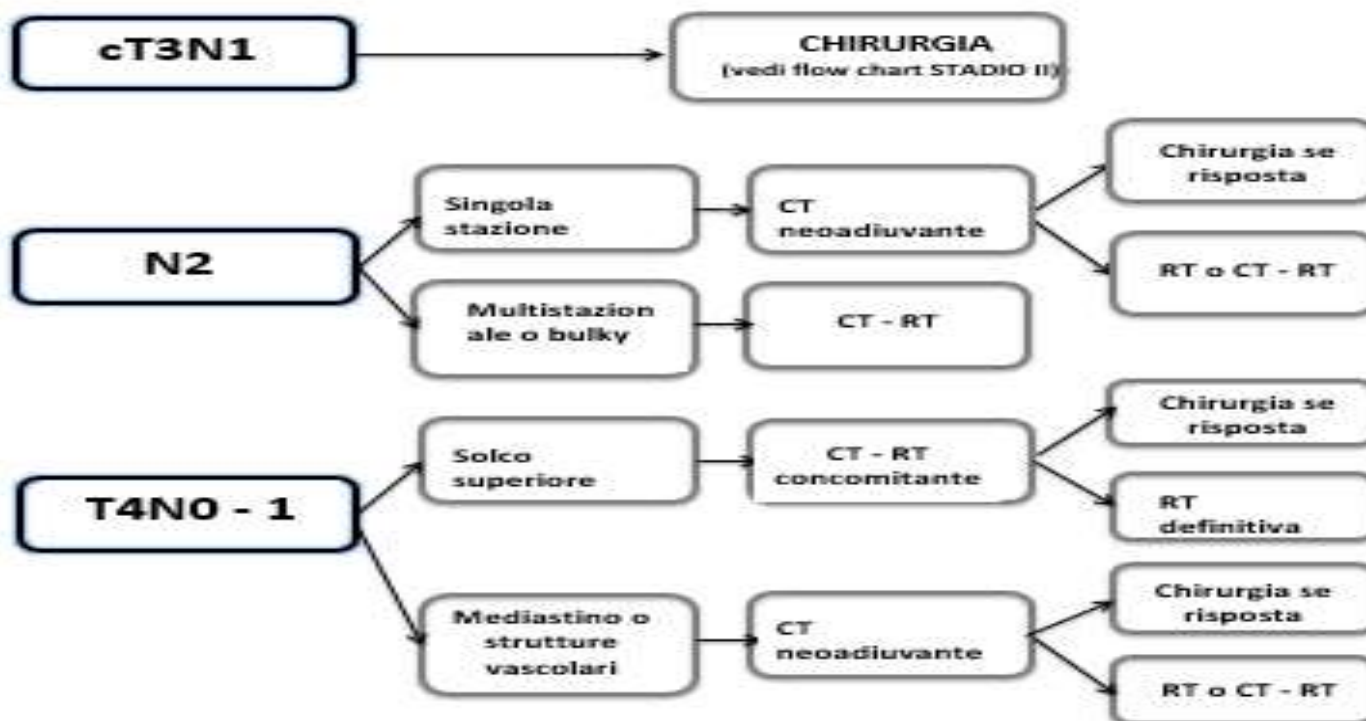 cT3N1
CHIRURGIA
(vedi flow chart STADIO II)
N2
Singola
stazione
CT
neoadiuvante
Chirurgia se
risposta
RT o CT - RT
Multistazion
ale o bulky
CT - RT
T4N0 - 1
Solco
superiore
CT - RT
concomitante
Chirurgia se
risposta
RT
definitiva
Mediastino o
strutture
vascolari
CT
neoadiuvante
Chirurgia se
risposta
RT o CT - RT